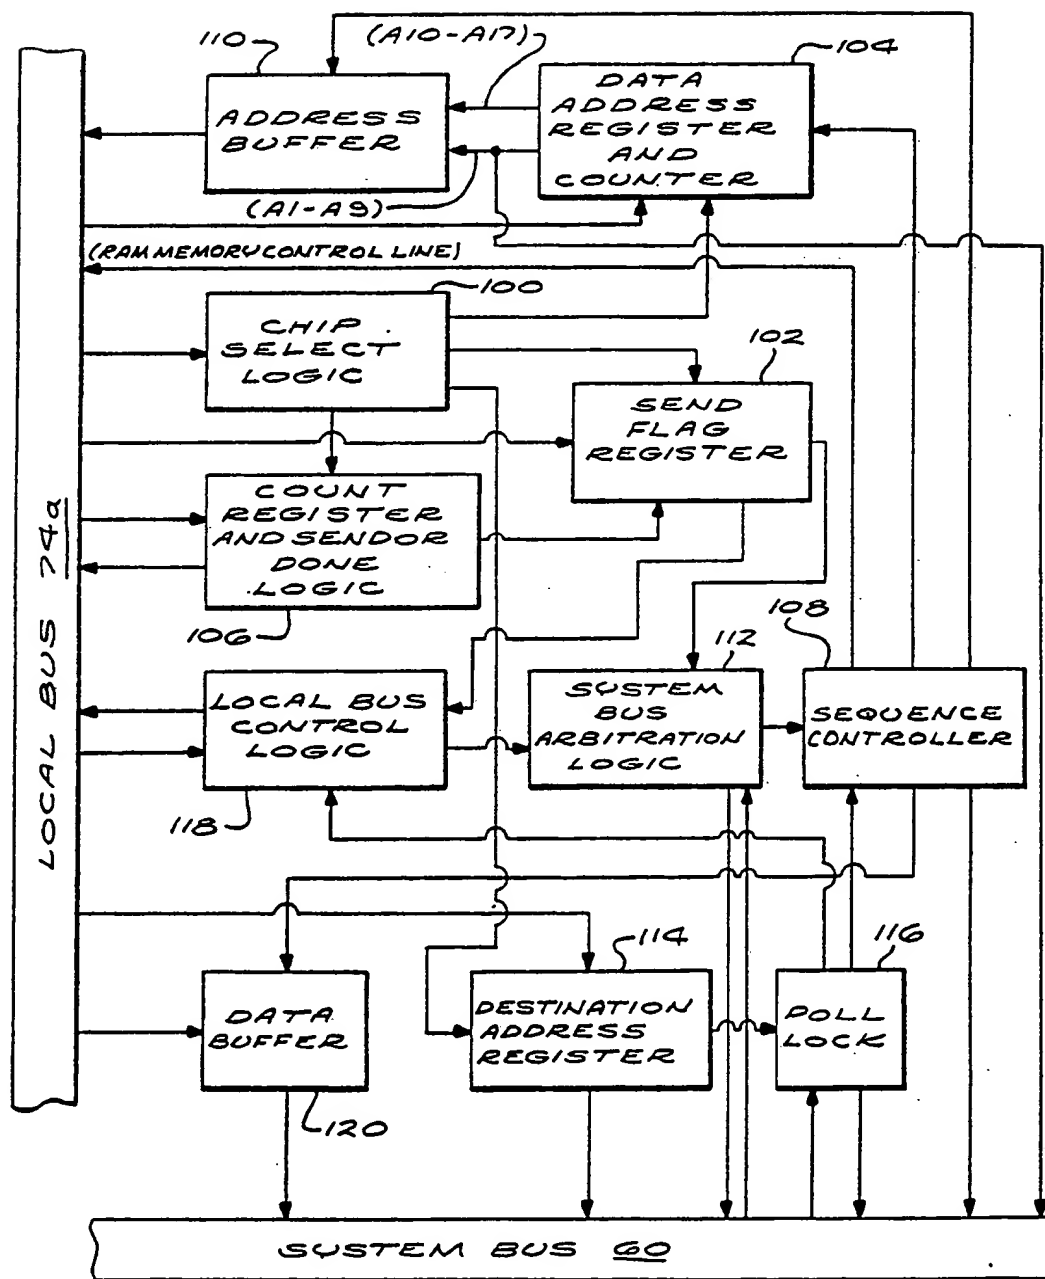 110
(A10-A17)
104
ADDRESS
BUFFER
DATA
ADDRESS
REGISTER
AND
COUNTER
(A1-A9)
(RAM MEMORY CONTROL LINE)
100
CHIP
SELECT
LOGIC
102
SEND
FLAG
REGISTER
COUNT
REGISTER
AND SENDOR
DONE
LOGIC
106
LOCAL BUS 74a
112
108
LOCAL BUS
CONTROL
LOGIC
SYSTEM
BUS
ARBITRATION
LOGIC
SEQUENCE
CONTROLLER
118
114
116
DATA
BUFFER
DESTINATION
ADDRESS
REGISTER
POLL
LOCK
120
SYSTEM BUS 60